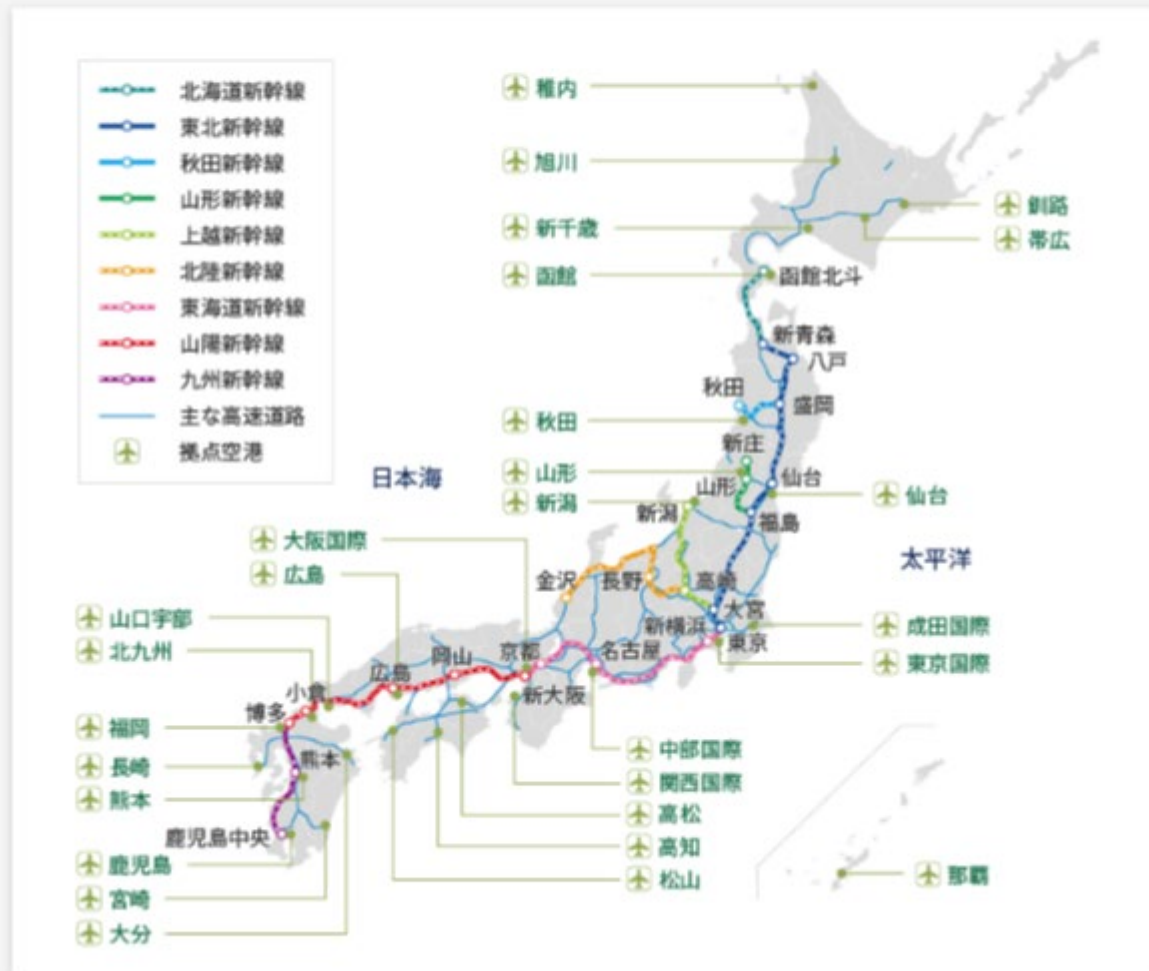 北海道新幹線
東北新幹線
秋田新幹線
山形新幹線
上越新幹線
北陸新幹線
東海道新幹線
山陽新幹線
九州新幹線
主な高速道路
拠点空港
稚内
旭川
新千歳
函館
釧路
帯広
函館北斗
新青森
八戸
秋田
盛岡
秋田
新庄
日本海
山形
山形
仙台
仙台
新潟
新潟
福島
大阪国際
太平洋
広島
金沢
長野
高崎
大宮
山口宇部
新横浜
成田国際
東京
北九州
京都
名古屋
東京国際
岡山
広島
小倉
新大阪
博多
福岡
中部国際
熊本
長崎
関西国際
熊本
高松
鹿児島中央
高知
鹿児島
松山
那覇
宮崎
大分